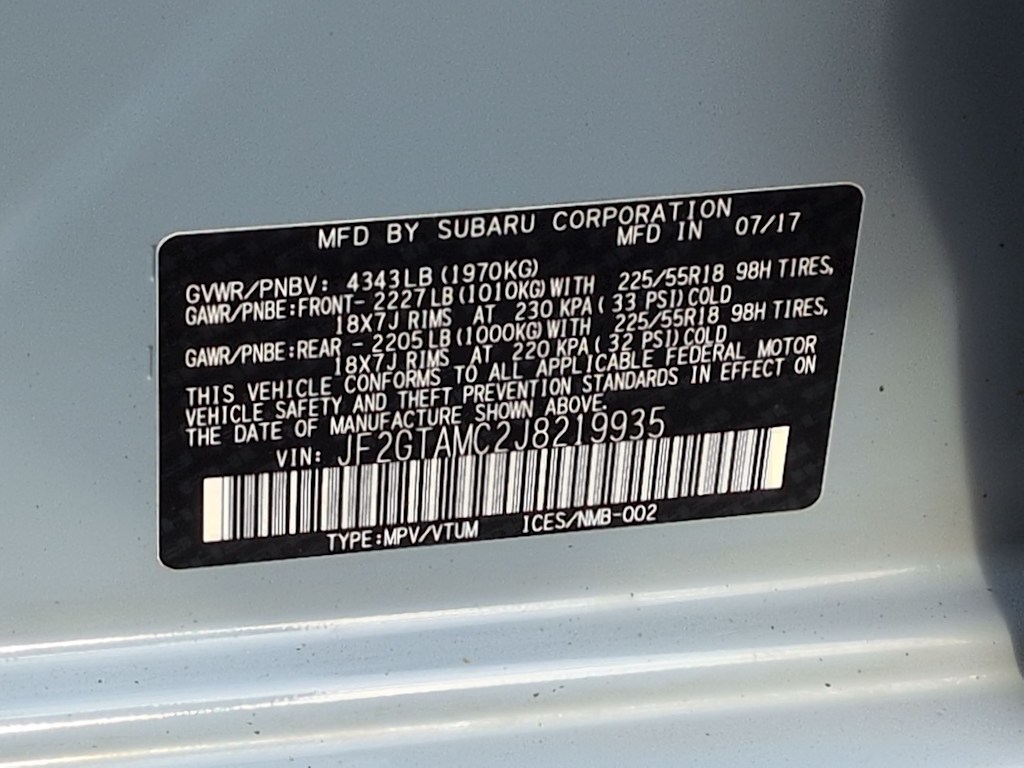 MFD BY SUBARU CORPORATION
MFD IN 07/17
GVWR/PNBV: 4343LB(1970KG)
GAWR/PNBE:FRONT- 2227LB(1010KG)WITH 225/55R18 98H TIRES,
18X7J RIMS AT 230 KPA( 33 PSI)COLD
GAWR/PNBE:REAR - 2205LB(1000KG)WITH 225/55R18 98H TIRES,
18X7J RIMS AT 220 KPA( 32 PSI)COLD
THIS VEHICLE CONFORMS TO ALL APPLICABLE FEDERAL MOTOR
VEHICLE SAFETY AND THEFT PREVENTION STANDARDS IN EFFECT ON
THE DATE OF MANUFACTURE SHOWN ABOVE.
VIN: JF2GTAMC2J8219935
TYPE:MPV/VTUM ICES/NMB-002